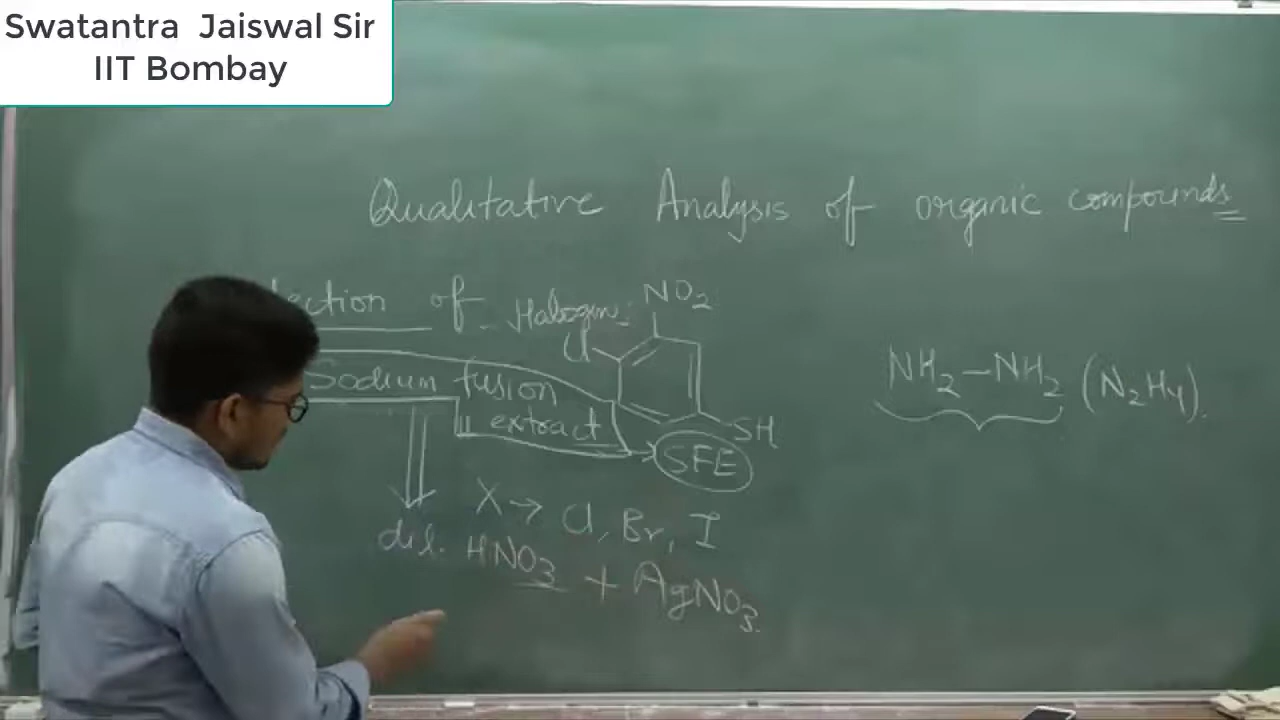 Swatantra Jaiswal Sir
IIT Bombay
Qualitative Analysis of organic compounds
ection of Halogen
NO2
Cl
SH
Sodium fusion
extract
SFE
NH2-NH2 (N2H4).
X → Cl, Br, I
dil. HNO3 + AgNO3.